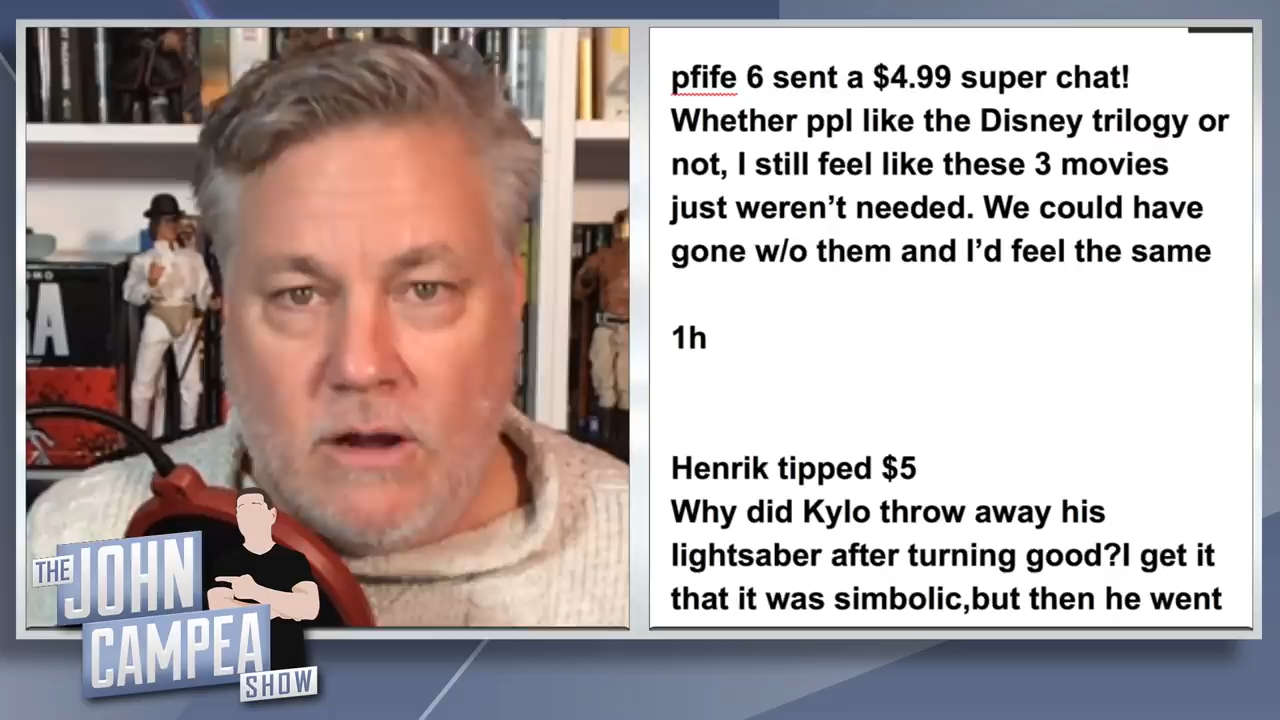 pfife 6 sent a $4.99 super chat!
Whether ppl like the Disney trilogy or
not, I still feel like these 3 movies
just weren't needed. We could have
gone w/o them and I'd feel the same
1h
Henrik tipped $5
Why did Kylo throw away his
lightsaber after turning good?I get it
that it was simbolic,but then he went
THE
JOHN
CAMPEA
SHOW